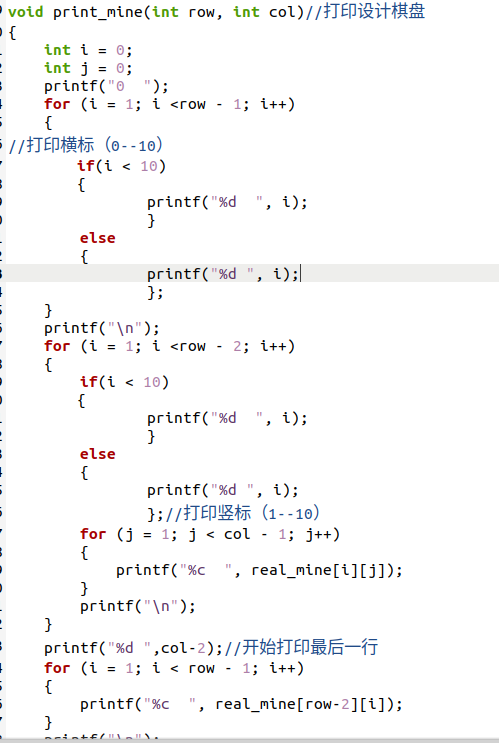 void print_mine(int row, int col)//打印设计棋盘
{
    int i = 0;
    int j = 0;
    printf("0  ");
    for (i = 1; i <row - 1; i++)
    {
//打印横标（0--10）
        if(i < 10)
        {
                printf("%d  ", i);
                }
        else
        {
                printf("%d ", i);
                };
    }
    printf("\n");
    for (i = 1; i <row - 2; i++)
    {
        if(i < 10)
        {
                printf("%d  ", i);
                }
        else
        {
                printf("%d ", i);
                };//打印竖标（1--10）
        for (j = 1; j < col - 1; j++)
        {
            printf("%c  ", real_mine[i][j]);
        }
        printf("\n");
    }
    printf("%d ",col-2);//开始打印最后一行
    for (i = 1; i < row - 1; i++)
    {
        printf("%c  ", real_mine[row-2][i]);
    }
    printf("\n");